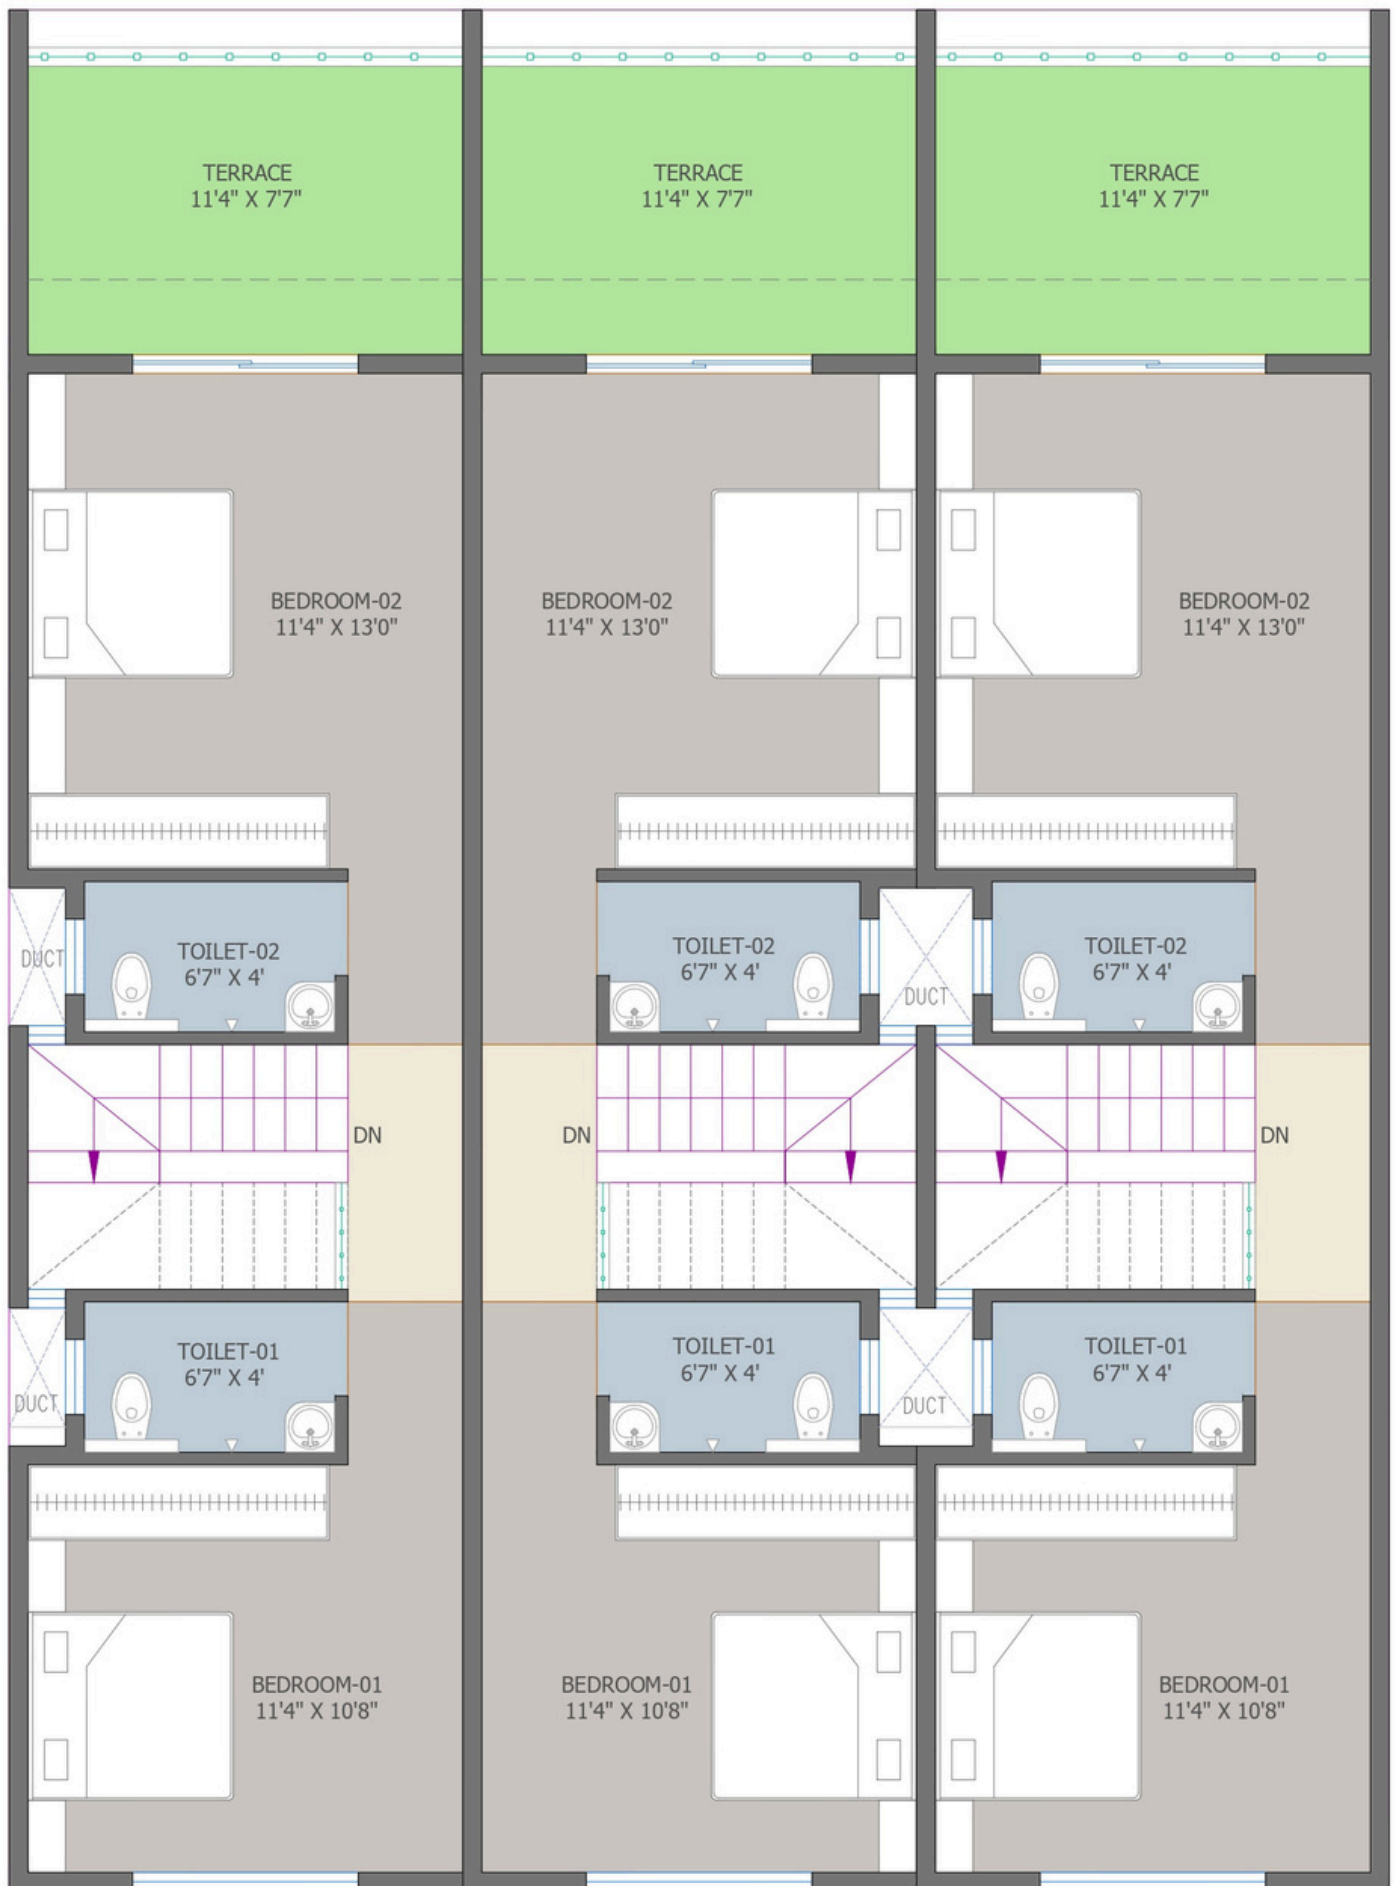 TERRACE
11'4" X 7'7"
TERRACE
11'4" X 7'7"
TERRACE
11'4" X 7'7"
BEDROOM-02
11'4" X 13'0"
BEDROOM-02
11'4" X 13'0"
BEDROOM-02
11'4" X 13'0"
DUCT
TOILET-02
6'7" X 4'
TOILET-02
6'7" X 4'
DUCT
TOILET-02
6'7" X 4'
DN
DN
DN
DUCT
TOILET-01
6'7" X 4'
TOILET-01
6'7" X 4'
DUCT
TOILET-01
6'7" X 4'
BEDROOM-01
11'4" X 10'8"
BEDROOM-01
11'4" X 10'8"
BEDROOM-01
11'4" X 10'8"